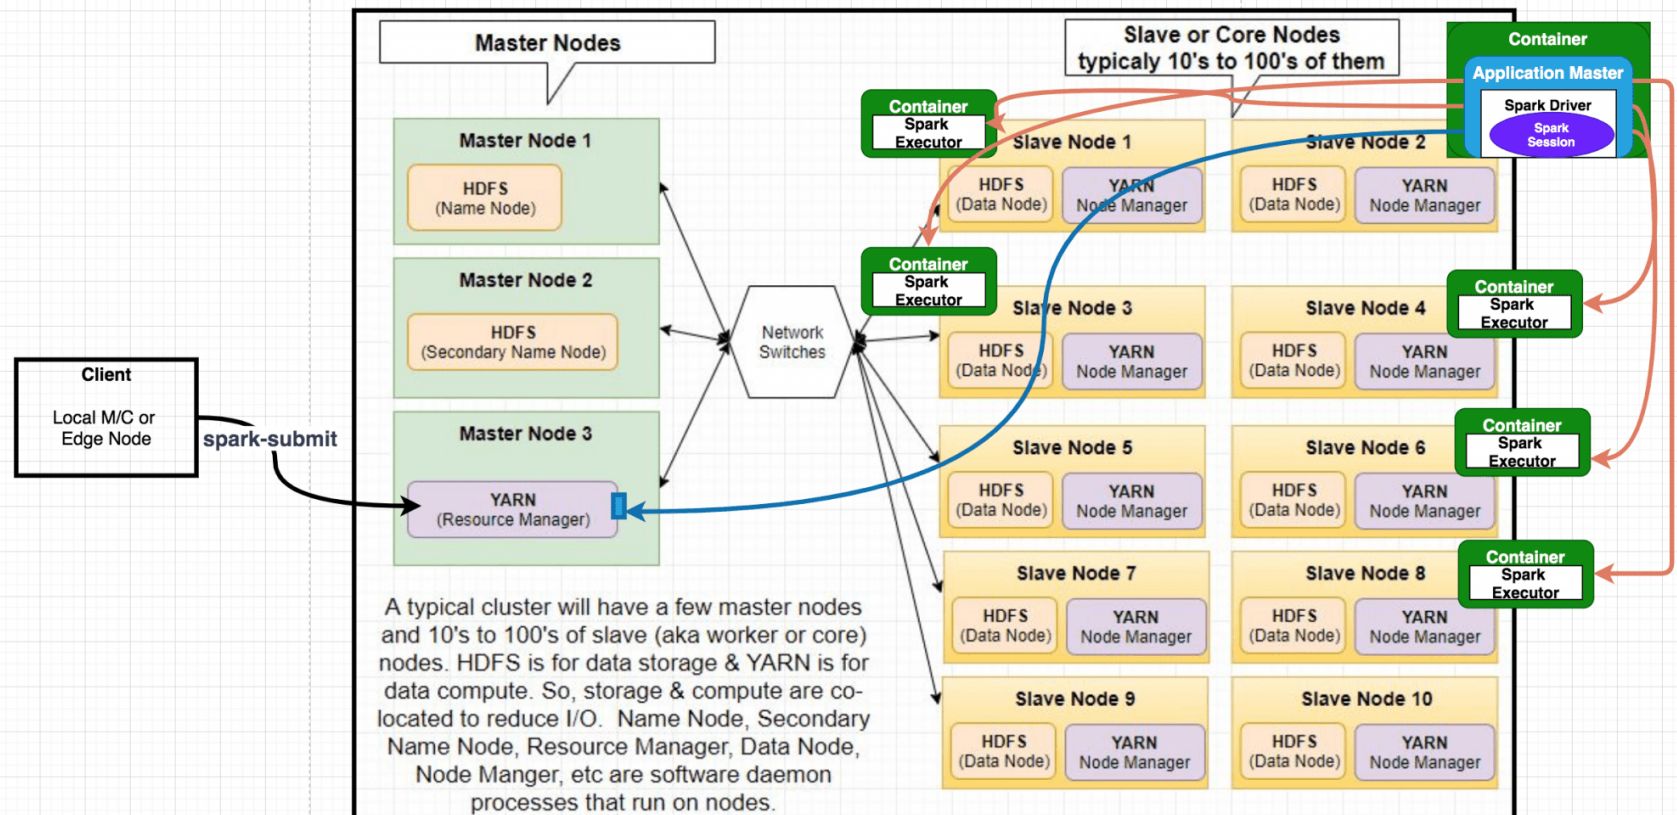 Master Nodes
Slave or Core Nodes
typicaly 10's to 100's of them
Container
Application Master
Spark Driver
Spark
Session
Container
Spark
Executor
Master Node 1
HDFS
(Name Node)
Slave Node 1
HDFS
(Data Node)
YARN
Node Manager
Slave Node 2
HDFS
(Data Node)
YARN
Node Manager
Container
Spark
Executor
Master Node 2
HDFS
(Secondary Name Node)
Network
Switches
Slave Node 3
HDFS
(Data Node)
YARN
Node Manager
Slave Node 4
HDFS
(Data Node)
YARN
Node Manager
Container
Spark
Executor
Client
Local M/C or
Edge Node
spark-submit
Master Node 3
YARN
(Resource Manager)
Slave Node 5
HDFS
(Data Node)
YARN
Node Manager
Slave Node 6
HDFS
(Data Node)
YARN
Node Manager
Container
Spark
Executor
Slave Node 7
HDFS
(Data Node)
YARN
Node Manager
Slave Node 8
HDFS
(Data Node)
YARN
Node Manager
Container
Spark
Executor
Slave Node 9
HDFS
(Data Node)
YARN
Node Manager
Slave Node 10
HDFS
(Data Node)
YARN
Node Manager
A typical cluster will have a few master nodes
and 10's to 100's of slave (aka worker or core)
nodes. HDFS is for data storage & YARN is for
data compute. So, storage & compute are co-
located to reduce I/O. Name Node, Secondary
Name Node, Resource Manager, Data Node,
Node Manger, etc are software daemon
processes that run on nodes.